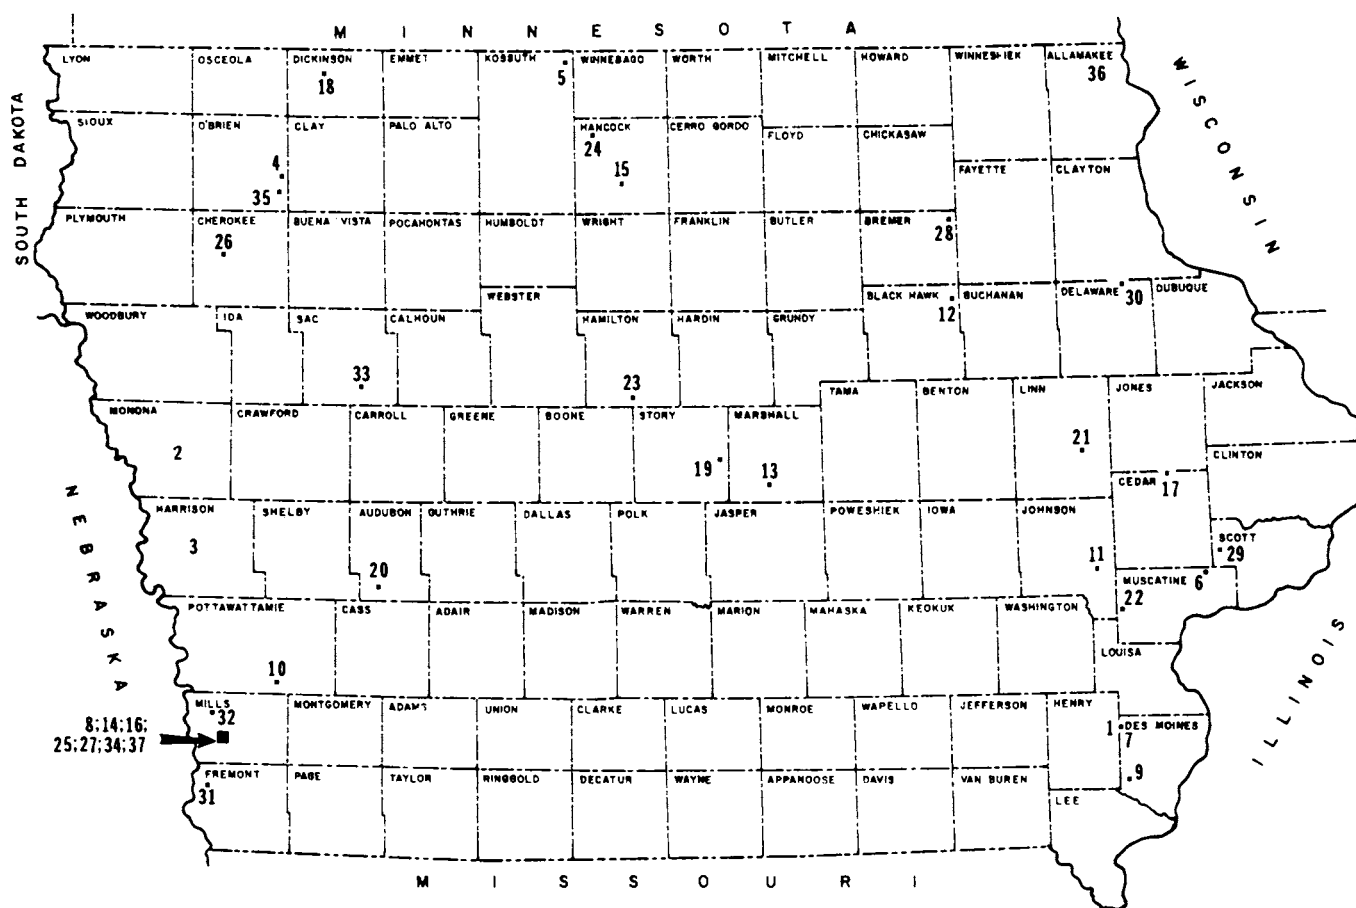 M I N N E S O T A
LYON OSCEOLA DICKINSON EMMET KOSSUTH WINNEBAGO WORTH MITCHELL HOWARD WINNESHIEK ALLAMAKEE
18 5 36
WISCONSIN
SOUTH DAKOTA
SIOUX O'BRIEN CLAY PALO ALTO HANCOCK CERRO GORDO FLOYD CHICKASAW
24
4 15
35
FAYETTE CLAYTON
PLYMOUTH CHEROKEE BUENA VISTA POCAHONTAS HUMBOLDT WRIGHT FRANKLIN BUTLER BREMER
26 28
WEBSTER BLACK HAWK BUCHANAN DELAWARE DUBUQUE
12 30
WOODBURY IDA SAC CALHOUN HAMILTON HARDIN GRUNDY
33 23
TAMA BENTON LINN JONES JACKSON
MONONA CRAWFORD CARROLL GREENE BOONE STORY MARSHALL
2 19 13 21
CLINTON
CEDAR
17
NEBRASKA
HARRISON SHELBY AUDUBON GUTHRIE DALLAS POLK JASPER POWESHIEK IOWA JOHNSON
3 20 11
SCOTT
29
MUSCATINE 6
22
POTTAWATTAMIE CASS ADAIR MADISON WARREN MARION MAHASKA KEOKUK WASHINGTON
10
LOUISA
ILLINOIS
MILLS MONTGOMERY ADAMS UNION CLARKE LUCAS MONROE WAPELLO JEFFERSON HENRY DES MOINES
32 1 7
8;14;16;
25;27;34;37
9
FREMONT PAGE TAYLOR RINGGOLD DECATUR WAYNE APPANOOSE DAVIS VAN BUREN LEE
31
M I S S O U R I